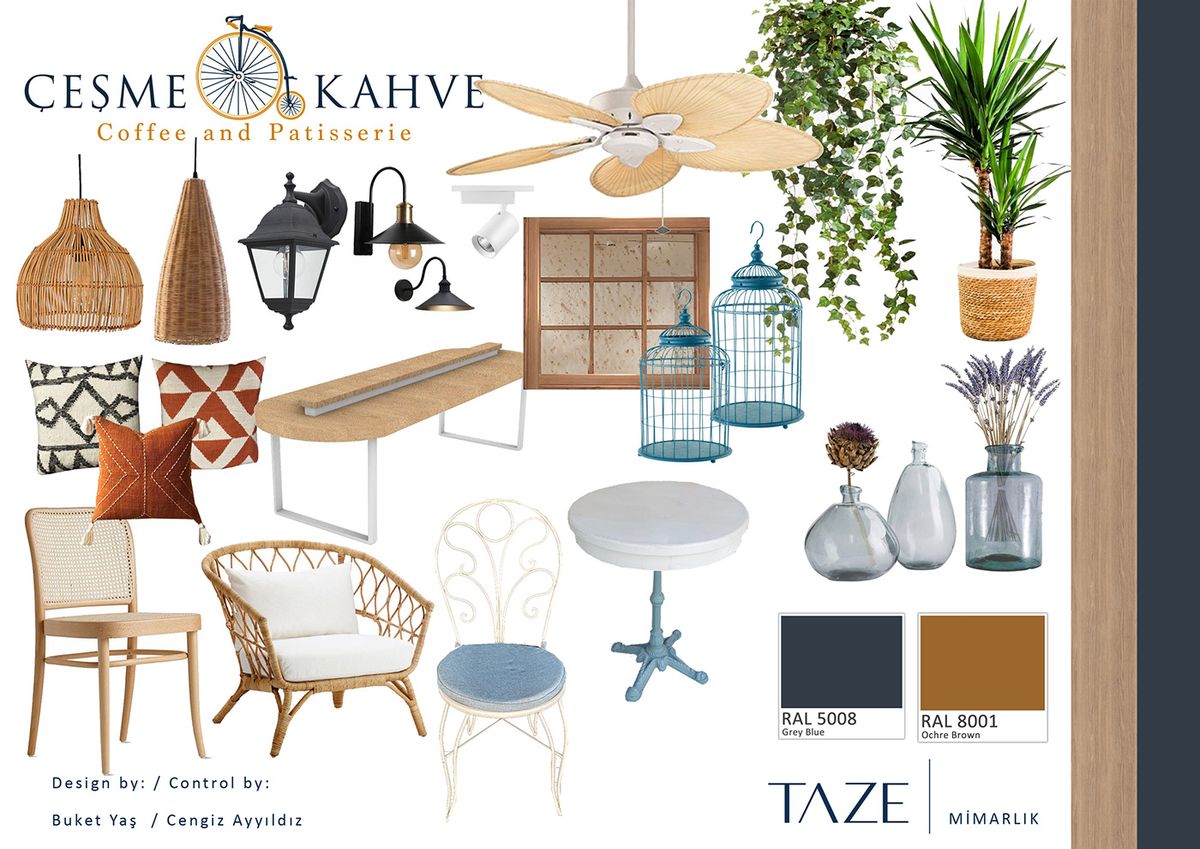 ÇEŞME KAHVE
Coffee and Patisserie
RAL 5008
Grey Blue
RAL 8001
Ochre Brown
Design by: / Control by:
Buket Yaş / Cengiz Ayyıldız
TAZE
MİMARLIK